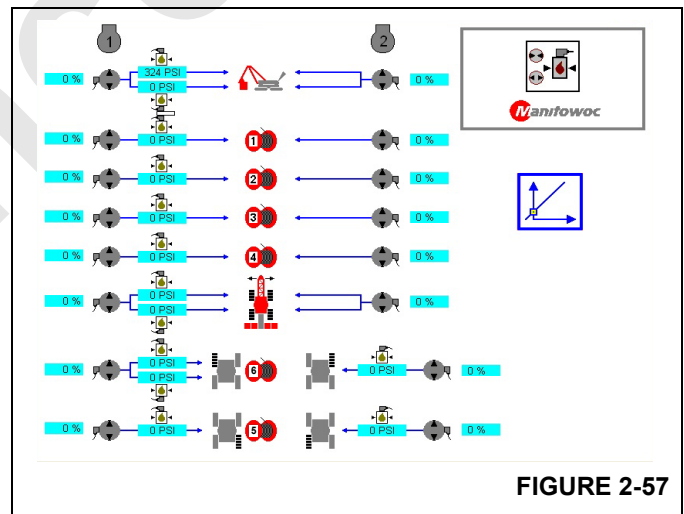 1 2
324 PSI
0 % 0 %
0 PSI
Manitowoc
0 % 0 PSI 1 0 %
0 % 0 PSI 2 0 %
0 % 0 PSI 3 0 %
0 % 0 PSI 4 0 %
0 PSI
0 % 0 %
0 PSI
0 PSI
0 % 6 0 PSI 0 %
0 PSI
0 % 0 PSI 5 0 PSI 0 %
FIGURE 2-57